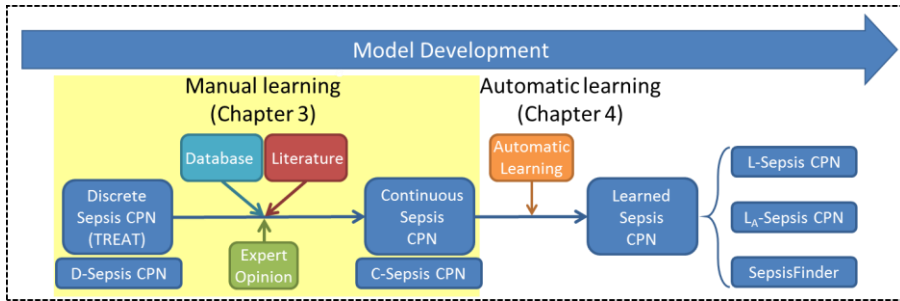 Model Development
Manual learning
(Chapter 3)
Automatic learning
(Chapter 4)
Database
Literature
Automatic
Learning
Discrete
Sepsis CPN
(TREAT)
Continuous
Sepsis
CPN
Learned
Sepsis
CPN
Expert
Opinion
D-Sepsis CPN
C-Sepsis CPN
L-Sepsis CPN
L_A-Sepsis CPN
SepsisFinder